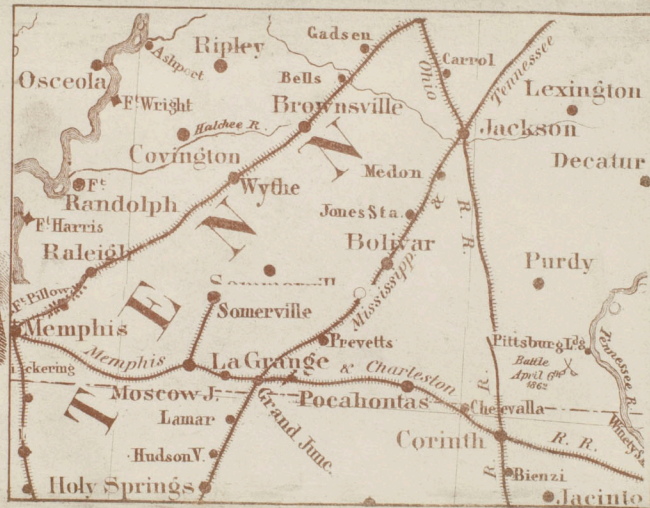 Gadsen
Ripley
Ashport
Carrol
Osceola
Bells
Ohio
Tennessee
Lexington
Ft Wright
Brownsville
Hatchee R.
Jackson
Covington
Decatur
Medon
Wythe
Ft
Randolph
&
R. R.
Jones Sta.
Ft Harris
Bolivar
Raleigh
Purdy
TENN
Mississippi
Ft Pillow
Somerville
Memphis
Prevetts
Pittsburg Ldg
Battle
April 6th
1862
Tennessee R.
Memphis
La Grange
& Charleston
ickering
Moscow J.
Pocahontas
Chewalla
R.
Lamar
Grand Junc.
Corinth
R. R.
Hudson V.
R
Bienzi
Holy Springs
Jacinto